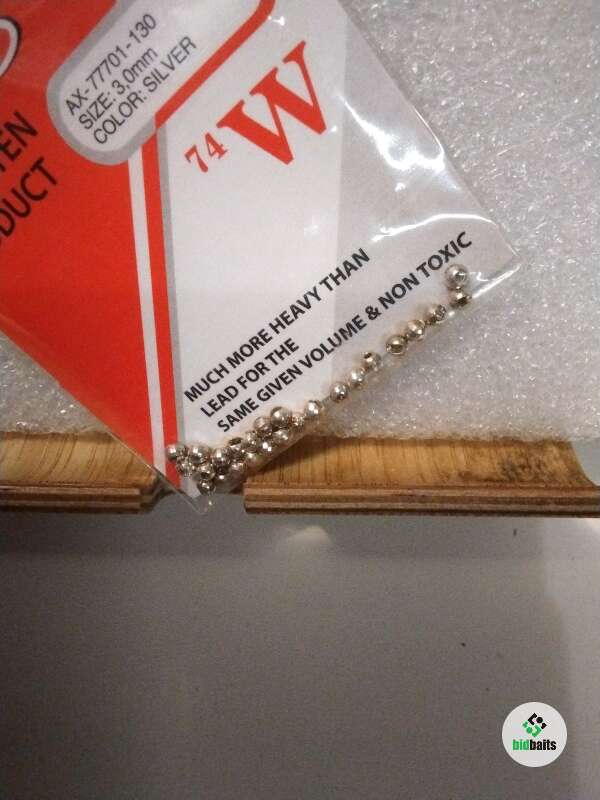 AX-77701-130
SIZE: 3,0mm
COLOR: SILVER
74 W
MUCH MORE HEAVY THAN
LEAD FOR THE
SAME GIVEN VOLUME & NON TOXIC
bidbaits